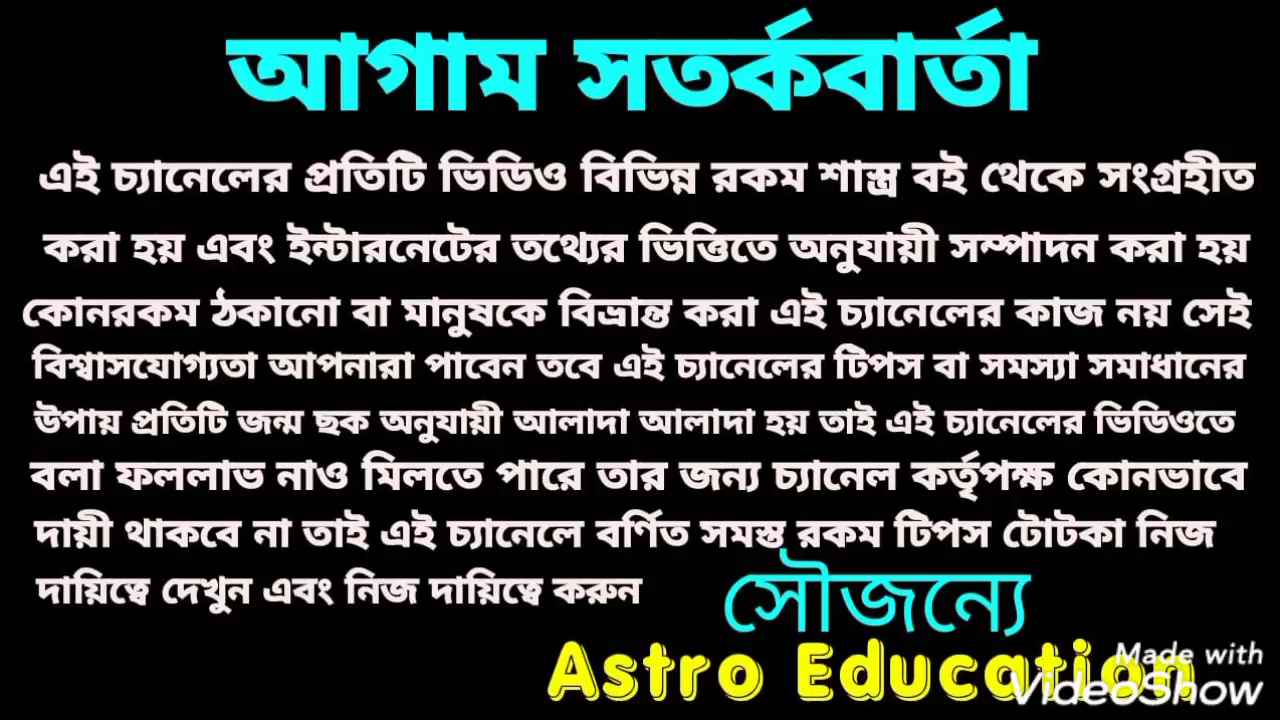 আগাম সতর্কবার্তা
এই চ্যানেলের প্রতিটি ভিডিও বিভিন্ন রকম শাস্ত্র বই থেকে সংগ্রহীত
করা হয় এবং ইন্টারনেটের তথ্যের ভিত্তিতে অনুযায়ী সম্পাদন করা হয়
কোনরকম ঠকানো বা মানুষকে বিভ্রান্ত করা এই চ্যানেলের কাজ নয় সেই
বিশ্বাসযোগ্যতা আপনারা পাবেন তবে এই চ্যানেলের টিপস বা সমস্যা সমাধানের
উপায় প্রতিটি জন্ম ছক অনুযায়ী আলাদা আলাদা হয় তাই এই চ্যানেলের ভিডিওতে
বলা ফললাভ নাও মিলতে পারে তার জন্য চ্যানেল কর্তৃপক্ষ কোনভাবে
দায়ী থাকবে না তাই এই চ্যানেলে বর্ণিত সমস্ত রকম টিপস টোটকা নিজ
দায়িত্বে দেখুন এবং নিজ দায়িত্বে করুন
সৌজন্যে
Astro Education
Made with
VideoShow